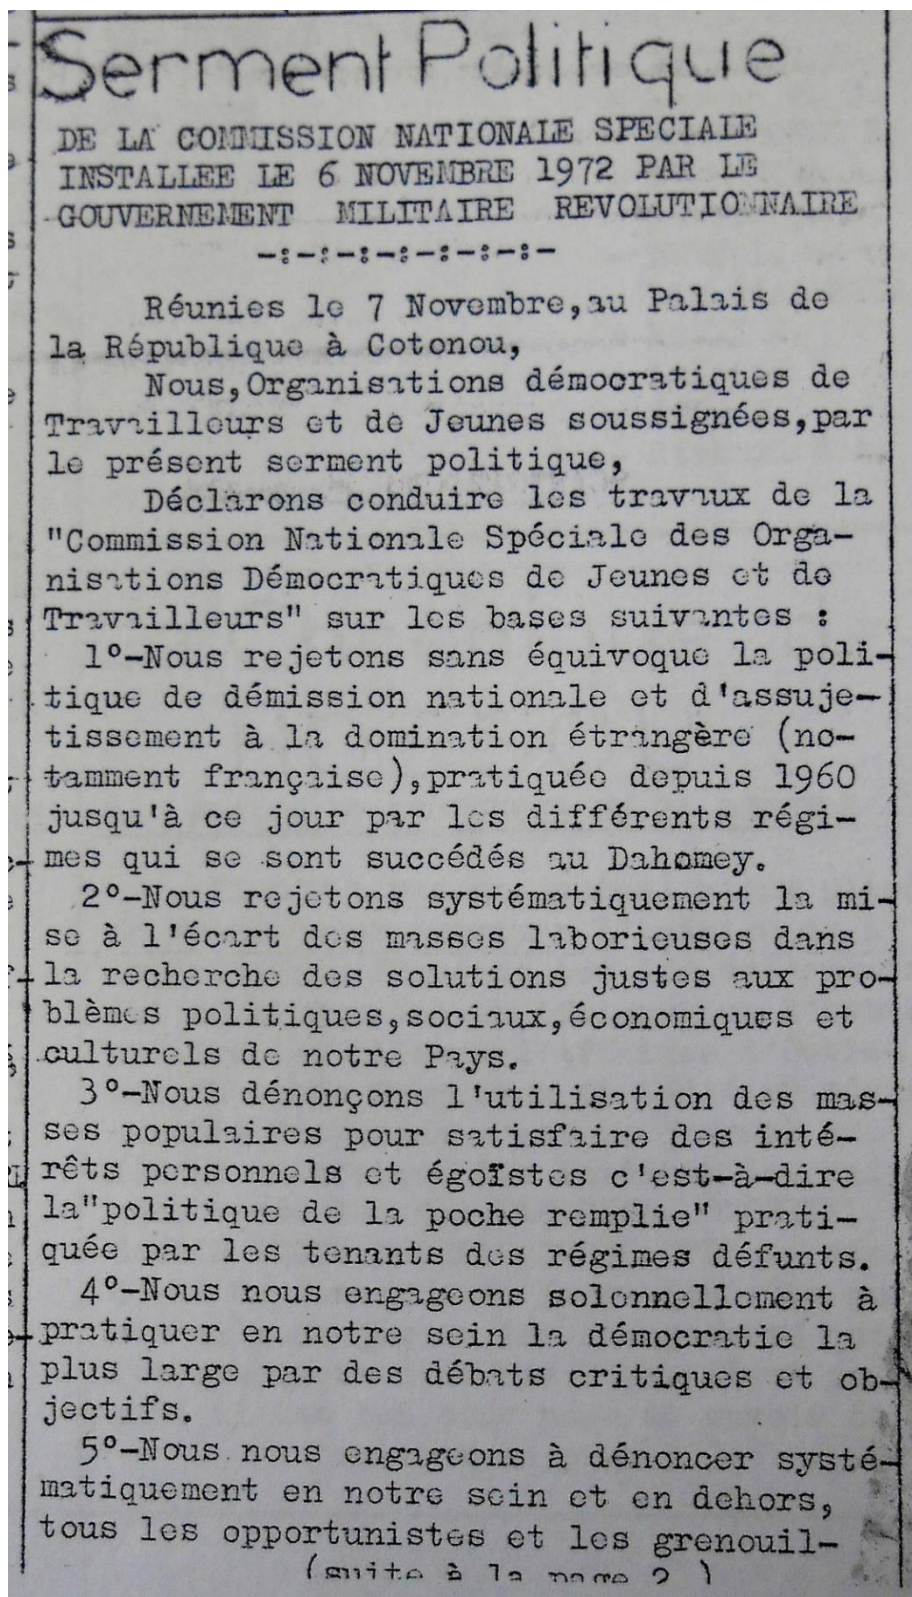 Serment Politique
DE LA COMMISSION NATIONALE SPECIALE
INSTALLEE LE 6 NOVEMBRE 1972 PAR LE
GOUVERNEMENT MILITAIRE REVOLUTIONNAIRE
-:-:-:-:-:-:-:-
Réunies le 7 Novembre,au Palais de
la République à Cotonou,
Nous,Organisations démocratiques de
Travailleurs et de Jeunes soussignées,par
le présent serment politique,
Déclarons conduire les travaux de la
"Commission Nationale Spéciale des Orga-
nisations Démocratiques de Jeunes et de
Travailleurs" sur les bases suivantes :
1°-Nous rejetons sans équivoque la poli-
tique de démission nationale et d'assuje-
tissement à la domination étrangère (no-
tamment française),pratiquée depuis 1960
jusqu'à ce jour par les différents régi-
mes qui se sont succédés au Dahomey.
2°-Nous rejetons systématiquement la mi-
se à l'écart des masses laborieuses dans
la recherche des solutions justes aux pro-
blèmes politiques,sociaux,économiques et
culturels de notre Pays.
3°-Nous dénonçons l'utilisation des mas-
ses populaires pour satisfaire des inté-
rêts personnels et égoïstes c'est-à-dire
la"politique de la poche remplie" prati-
quée par les tenants des régimes défunts.
4°-Nous nous engageons solennellement à
pratiquer en notre sein la démocratie la
plus large par des débats critiques et ob-
jectifs.
5°-Nous nous engageons à dénoncer systé-
matiquement en notre sein et en dehors,
tous les opportunistes et les grenouil-
(suite à la page 2 )